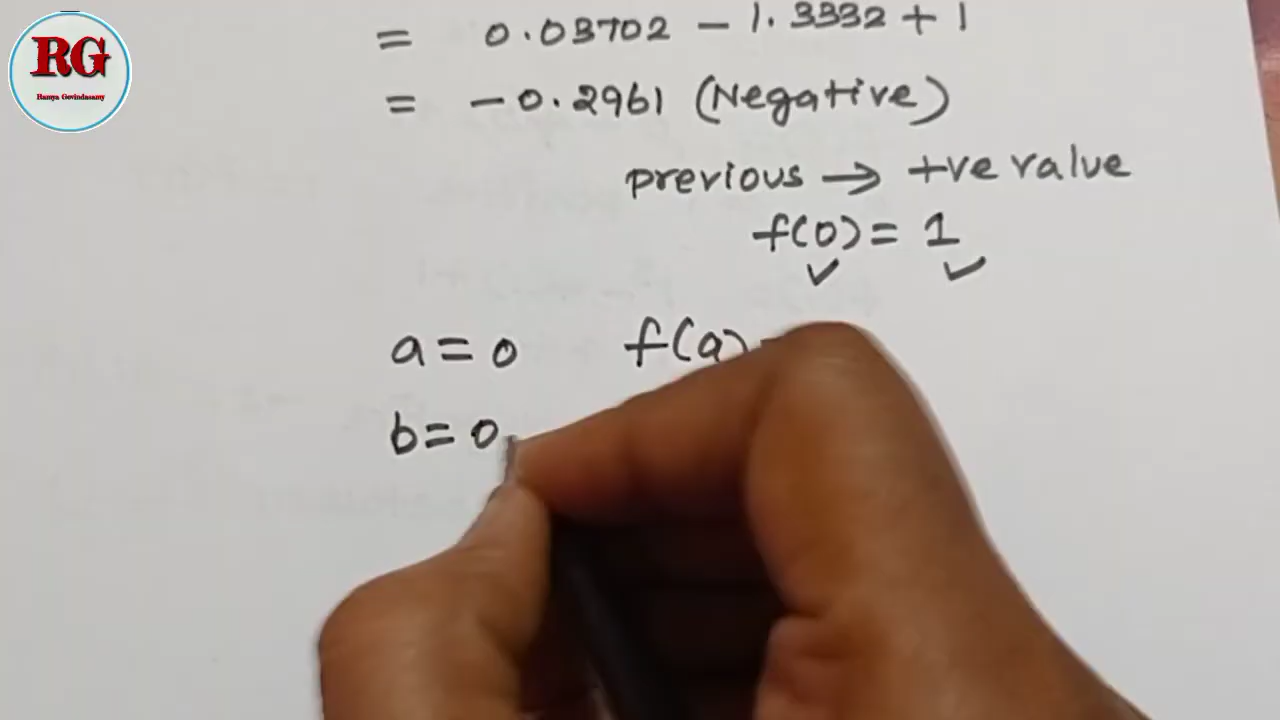 RG
Ramya Govindasamy
= 0.03702 - 1.3332 + 1
= -0.2961 (Negative)
previous → +ve value
f(0) = 1
✓ ✓
a = 0 f(a)
b = 0